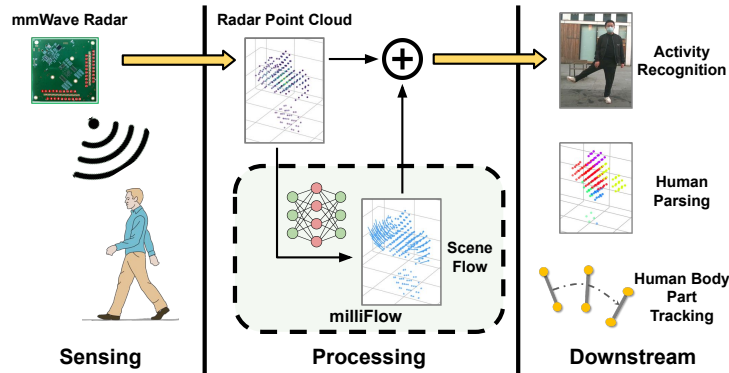 mmWave Radar
Radar Point Cloud
Activity
Recognition
Human
Parsing
Scene
Flow
milliFlow
Human Body
Part
Tracking
Sensing
Processing
Downstream